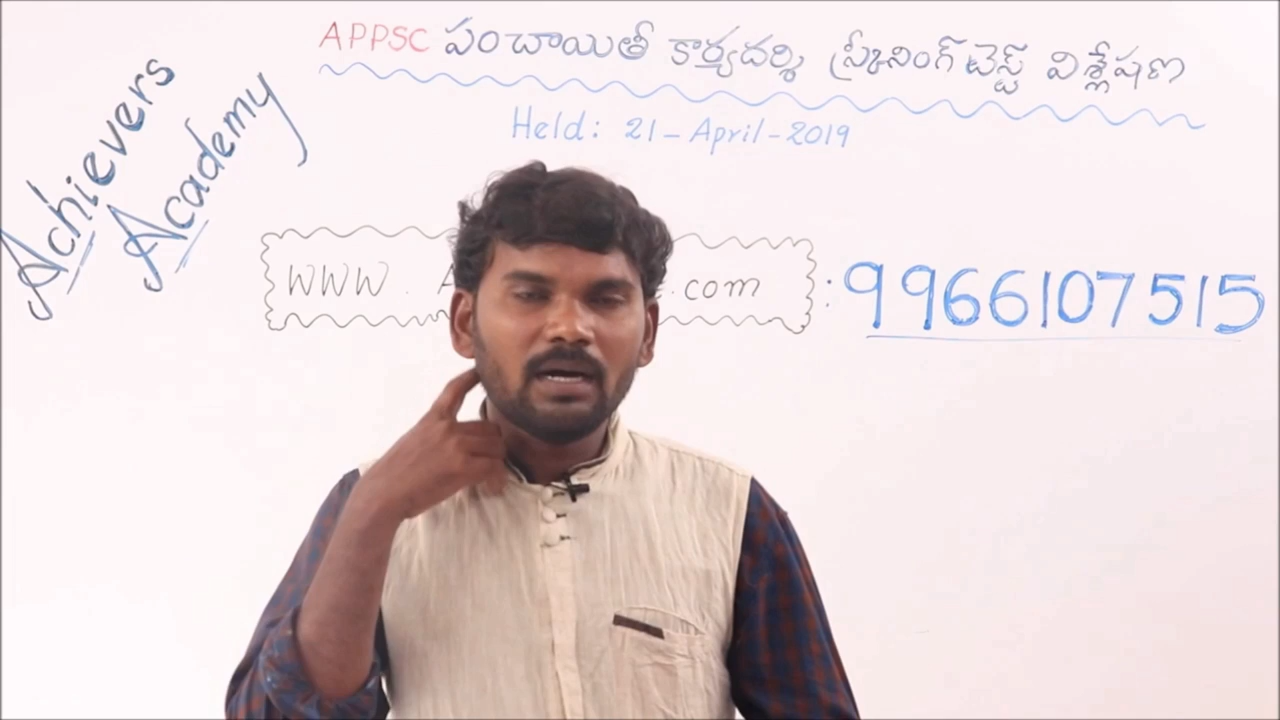 APPSC పంచాయితీ కార్యదర్శి స్క్రీనింగ్ టెస్ట్ విశ్లేషణ
Held: 21-April-2019
Achievers
Academy
www. .com : 9966107515